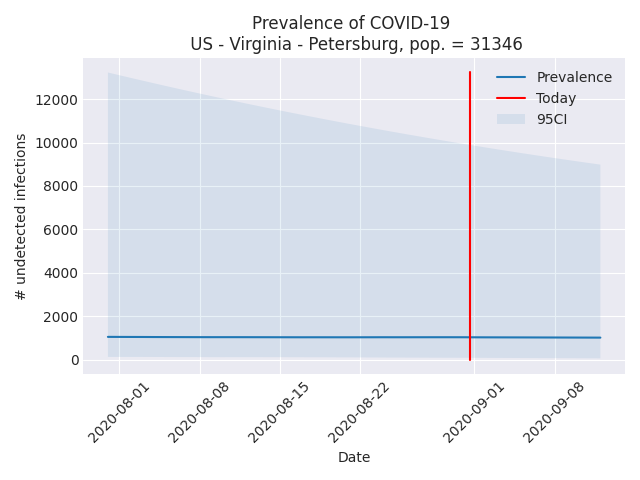 Prevalence of COVID-19
US - Virginia - Petersburg, pop. = 31346
Prevalence
Today
95CI
# undetected infections
12000
10000
8000
6000
4000
2000
0
2020-08-01
2020-08-08
2020-08-15
2020-08-22
2020-09-01
2020-09-08
Date